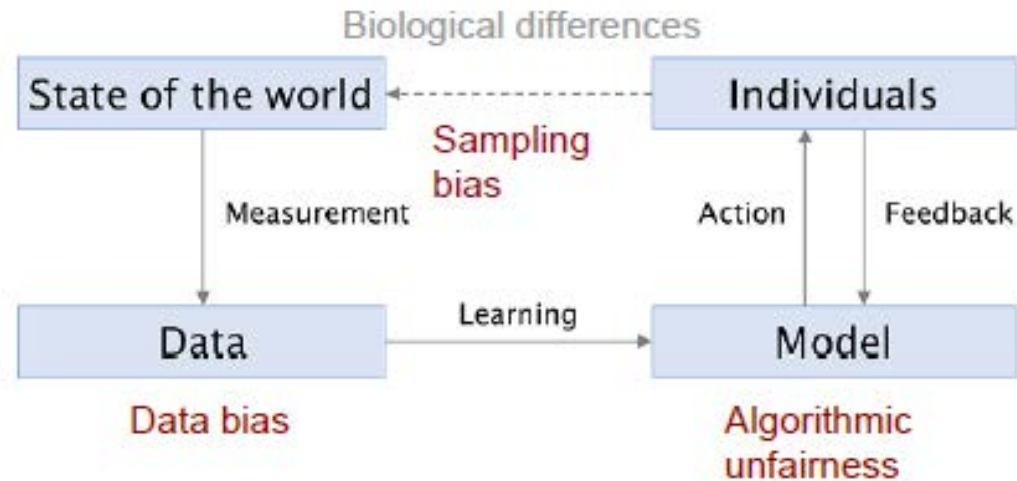 Biological differences
State of the world
Individuals
Sampling
bias
Measurement
Action
Feedback
Learning
Data
Model
Data bias
Algorithmic
unfairness